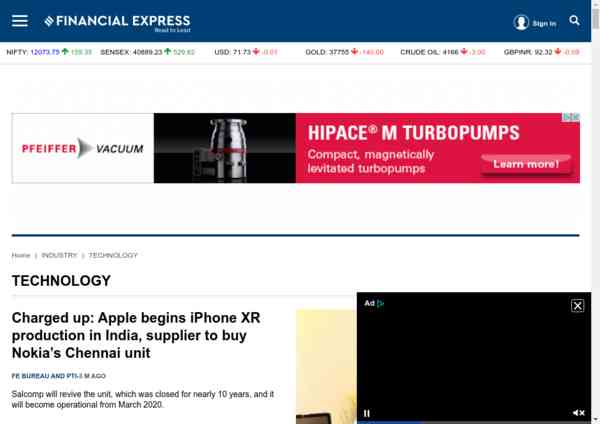 FINANCIAL EXPRESS
Read to Lead
Sign in
NIFTY: 12073.75 159.35 SENSEX: 40889.23 529.82 USD: 71.73 -0.01 GOLD: 37755 -140.00 CRUDE OIL: 4166 -3.00 GBPINR: 92.32 -0.09
PFEIFFER VACUUM
HIPACE® M TURBOPUMPS
Compact, magnetically
levitated turbopumps
Learn more!
Home | INDUSTRY | TECHNOLOGY
TECHNOLOGY
Ad
Charged up: Apple begins iPhone XR
production in India, supplier to buy
Nokia's Chennai unit
FE BUREAU AND PTI-3 M AGO
Salcomp will revive the unit, which was closed for nearly 10 years, and it
will become operational from March 2020.